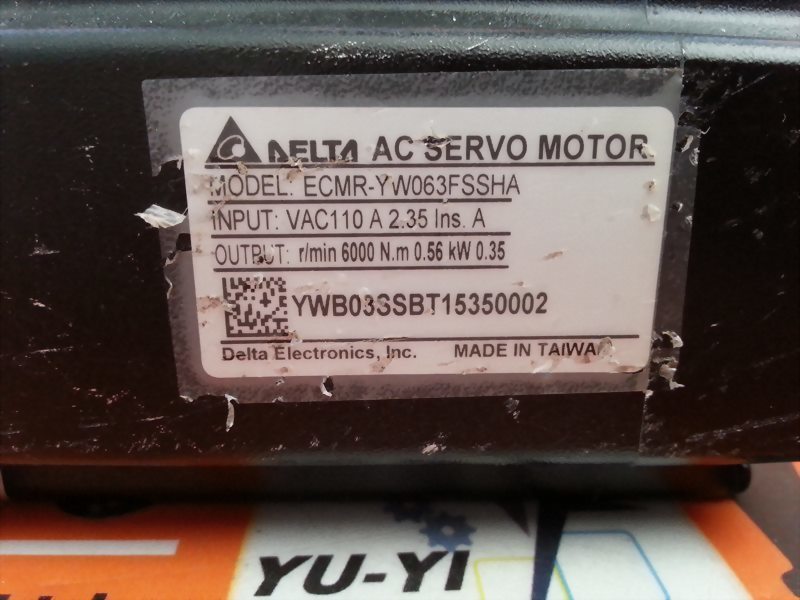 DELTA AC SERVO MOTOR
MODEL: ECMR-YW063FSSHA
INPUT: VAC110 A 2.35 Ins. A
OUTPUT: r/min 6000 N.m 0.56 kW 0.35
YWB03SSBT15350002
Delta Electronics, Inc. MADE IN TAIWA
YU-YI